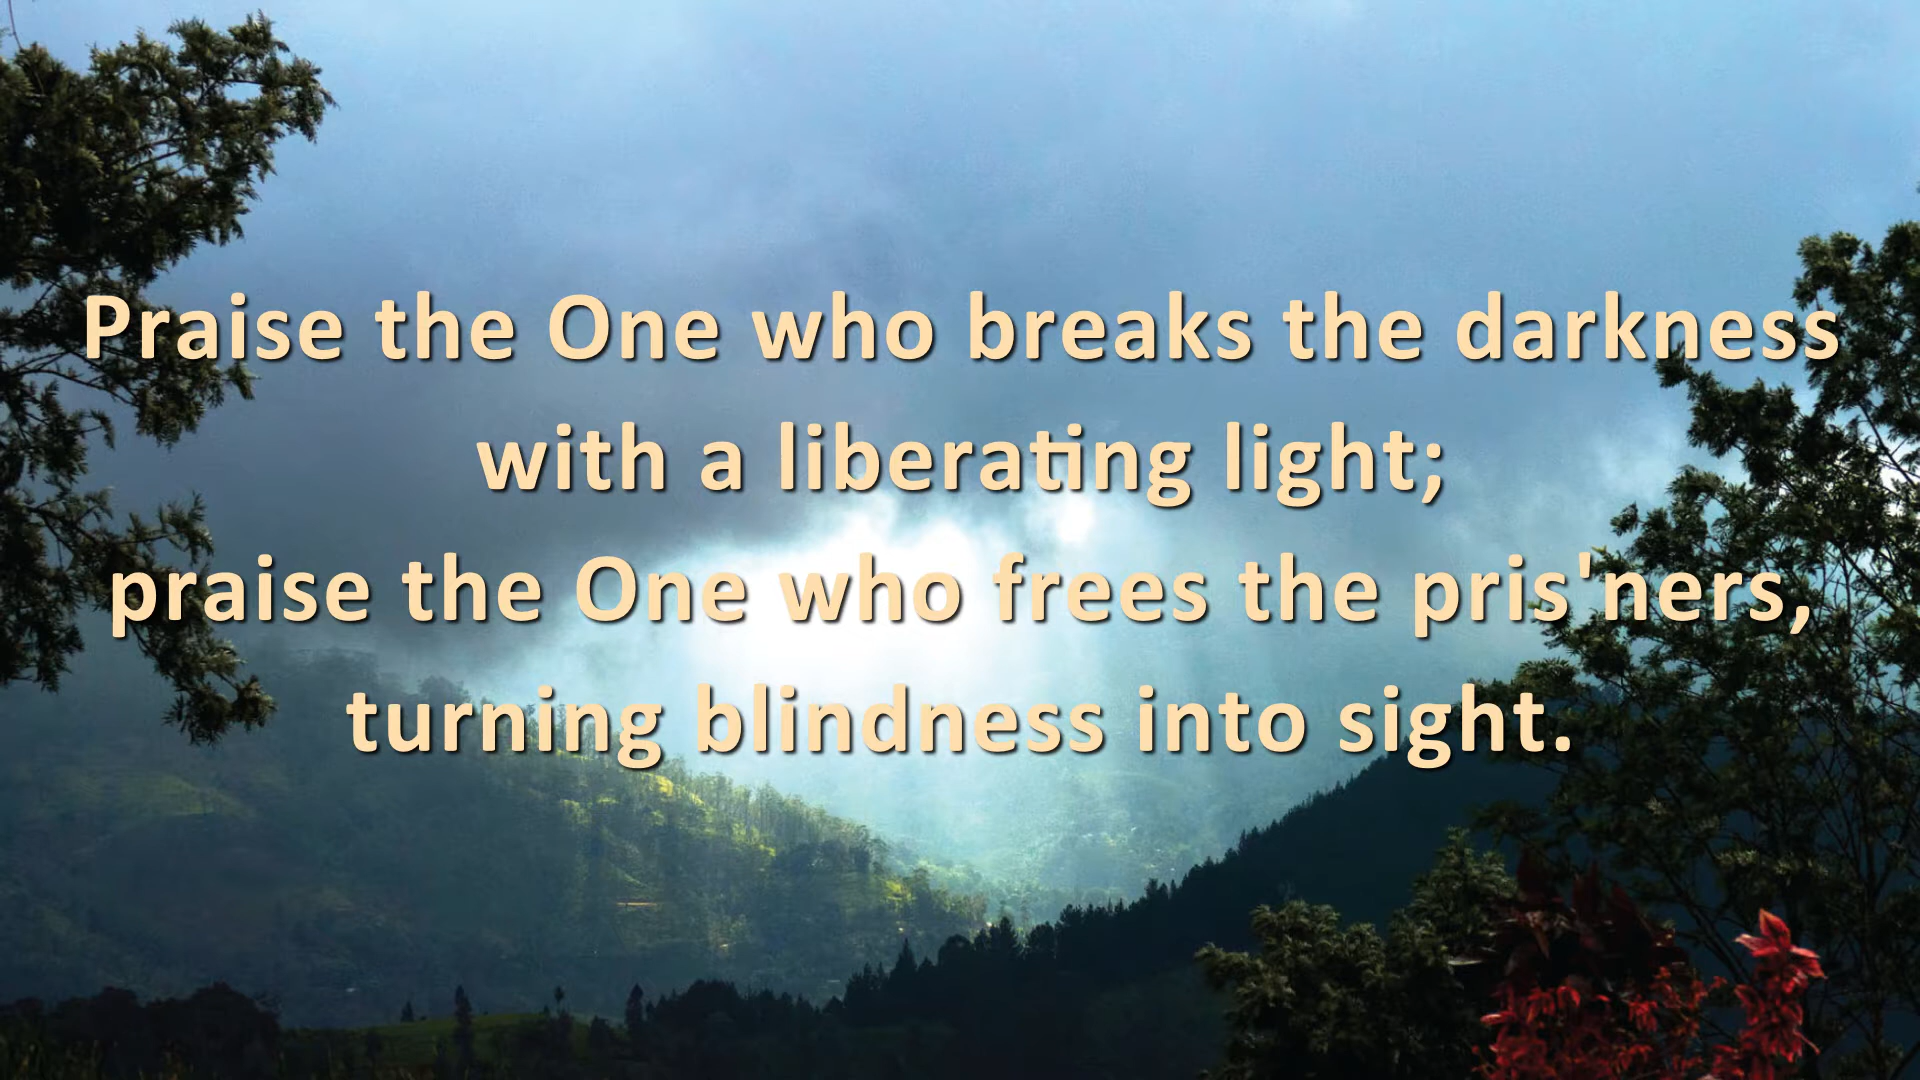 Praise the One who breaks the darkness
with a liberating light;
praise the One who frees the pris'ners,
turning blindness into sight.